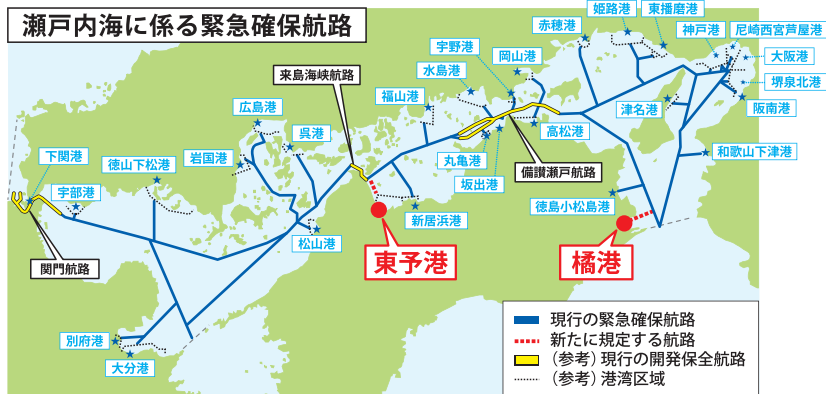 瀬戸内海に係る緊急確保航路
姫路港
東播磨港
赤穂港
神戸港
尼崎西宮芦屋港
大阪港
堺泉北港
阪南港
宇野港
岡山港
水島港
来島海峡航路
福山港
津名港
広島港
呉港
高松港
下関港
徳山下松港
岩国港
丸亀港
和歌山下津港
備讃瀬戸航路
坂出港
宇部港
徳島小松島港
新居浜港
松山港
関門航路
東予港
橘港
別府港
大分港
現行の緊急確保航路
新たに規定する航路
（参考）現行の開発保全航路
（参考）港湾区域